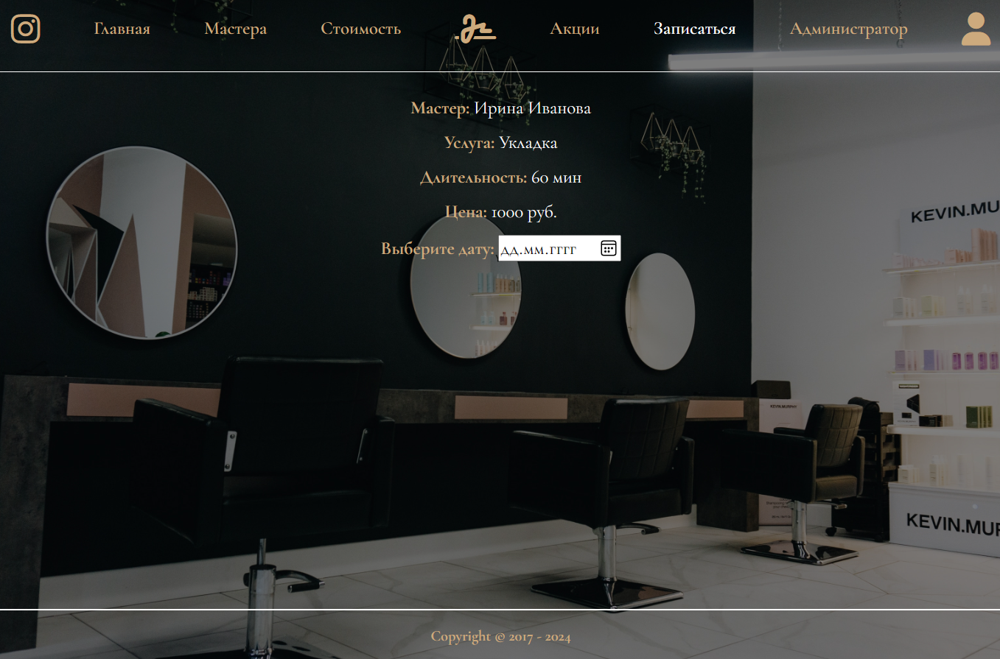 Главная Мастера Стоимость Акции Записаться Администратор
Мастер: Ирина Иванова
Услуга: Укладка
Длительность: 60 мин
Цена: 1000 руб.
Выберите дату: дд.мм.гггг
KEVIN.MU
KEVIN.MURPHY
KEVIN.MUR
Copyright © 2017 - 2024